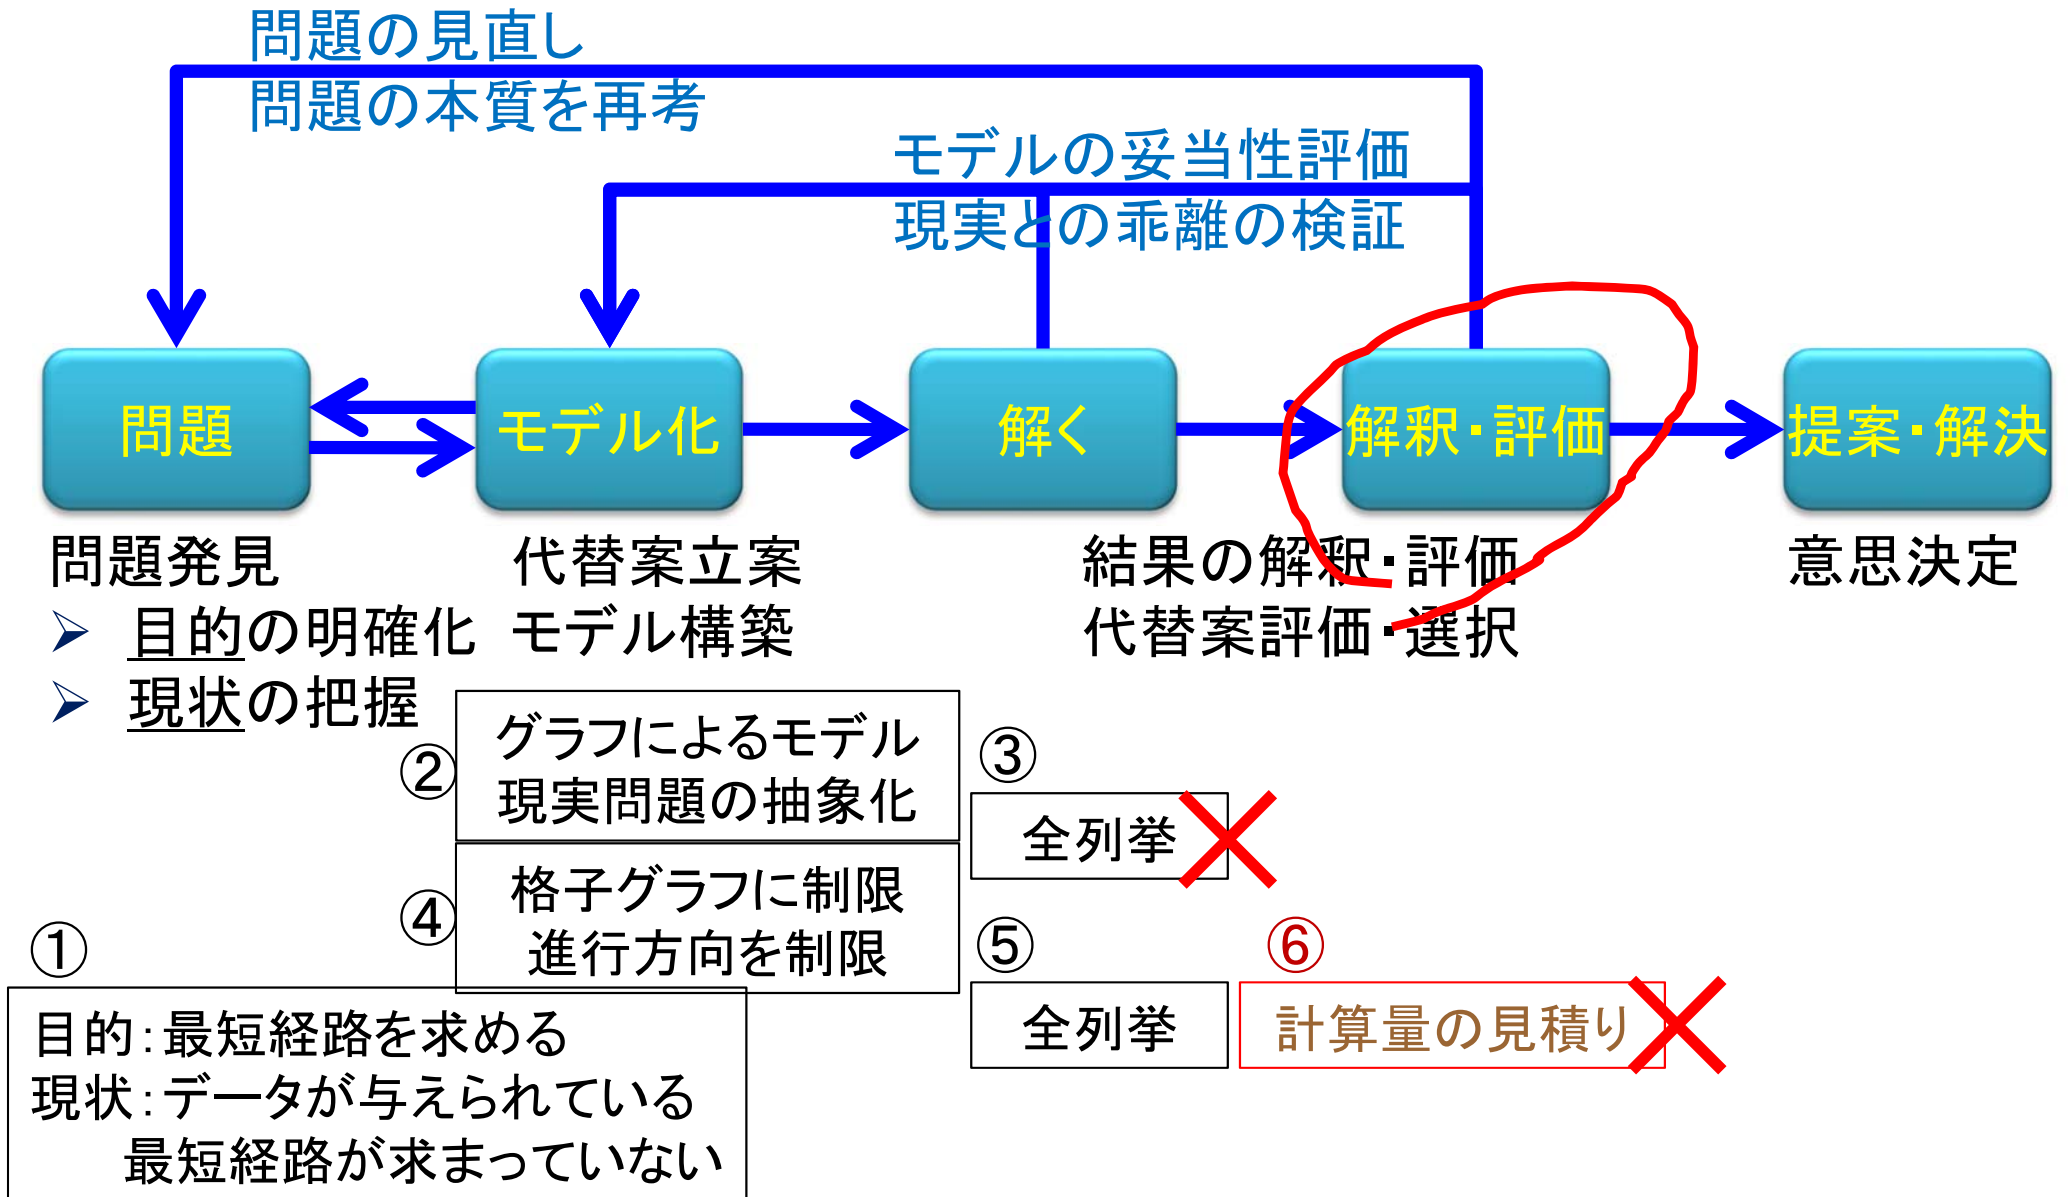 問題の見直し
問題の本質を再考
モデルの妥当性評価
現実との乖離の検証
問題
モデル化
解く
解釈・評価
提案・解決
問題発見
➢ 目的の明確化
➢ 現状の把握
代替案立案
モデル構築
結果の解釈・評価
代替案評価・選択
意思決定
②
グラフによるモデル
現実問題の抽象化
③
全列挙
④
格子グラフに制限
進行方向を制限
⑤
全列挙
⑥
計算量の見積り
①
目的：最短経路を求める
現状：データが与えられている
最短経路が求まっていない